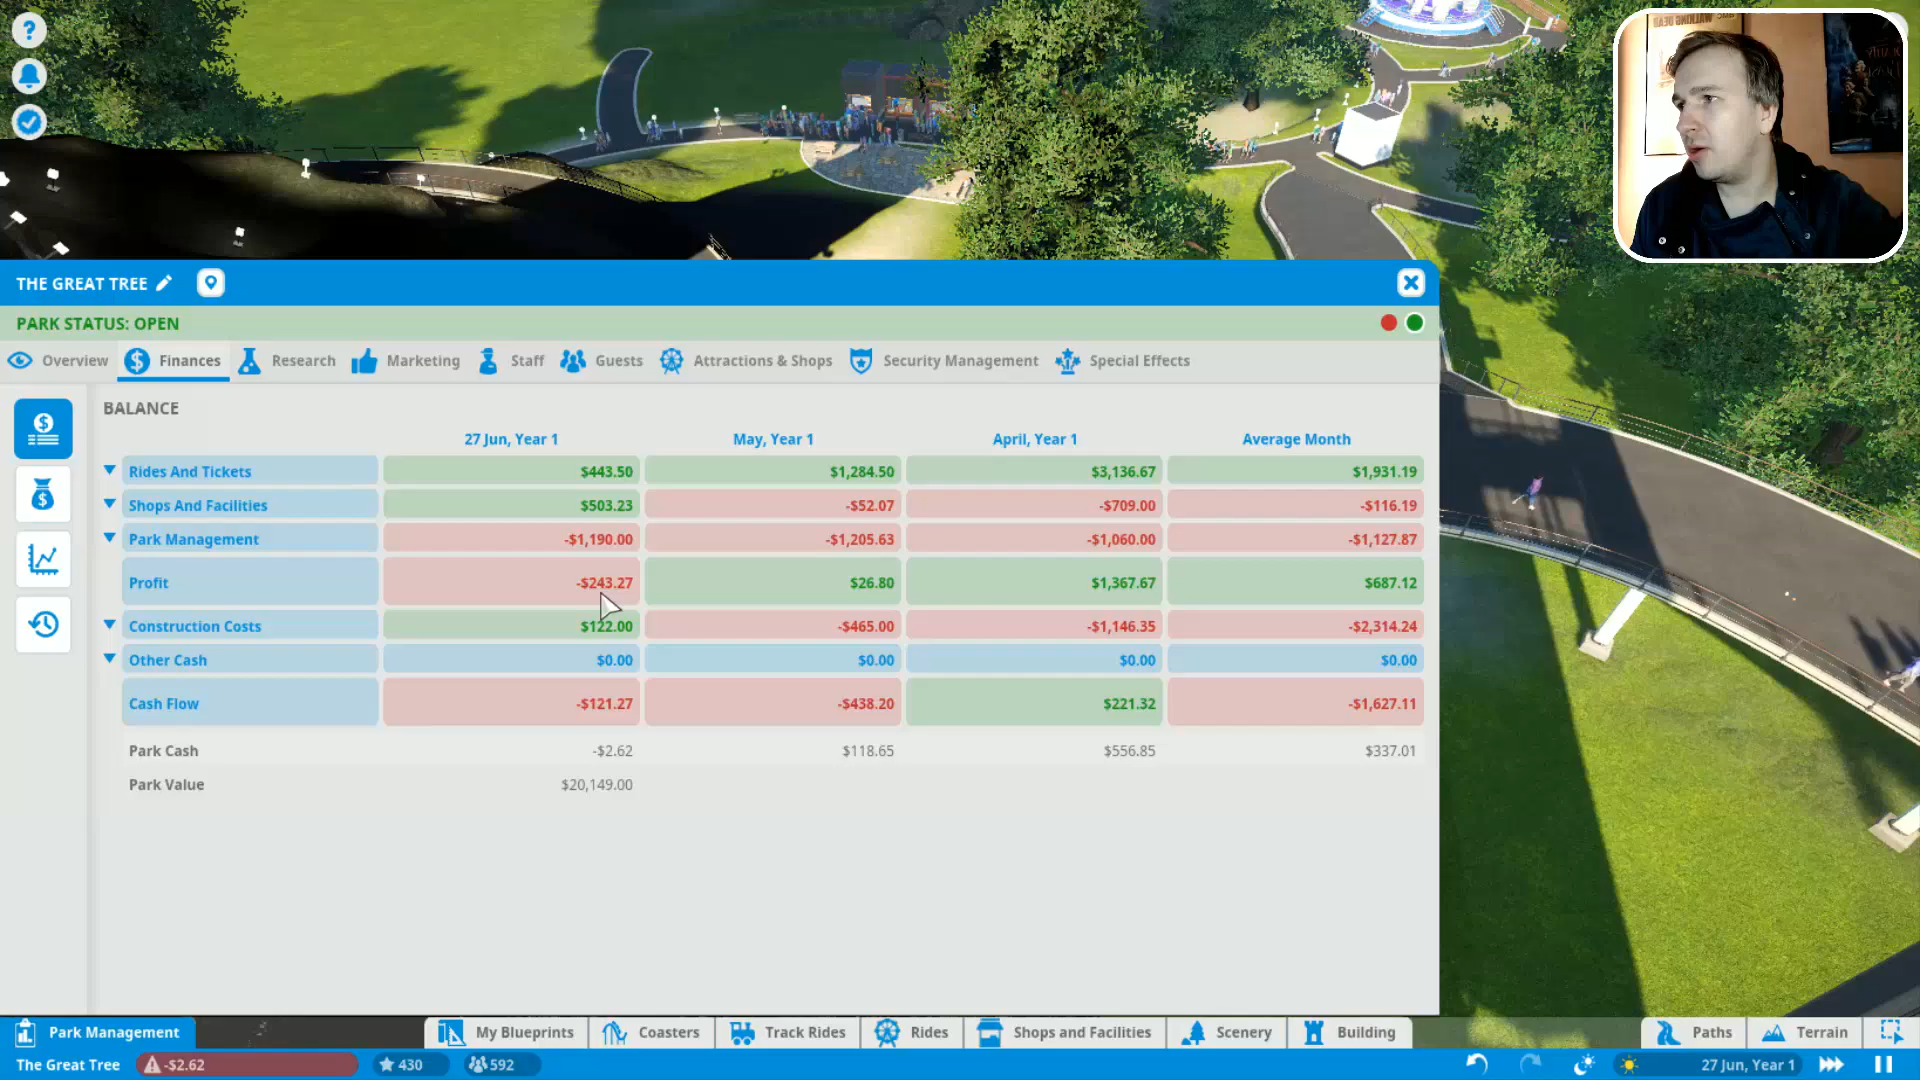 WALKING DEAD
THE GREAT TREE
PARK STATUS: OPEN
Overview Finances Research Marketing Staff Guests Attractions & Shops Security Management Special Effects
BALANCE
27 Jun, Year 1 May, Year 1 April, Year 1 Average Month
Rides And Tickets $443.50 $1,284.50 $3,136.67 $1,931.19
Shops And Facilities $503.23 -$52.07 -$709.00 -$116.19
Park Management -$1,190.00 -$1,205.63 -$1,060.00 -$1,127.87
Profit -$243.27 $26.80 $1,367.67 $687.12
Construction Costs $122.00 -$465.00 -$1,146.35 -$2,314.24
Other Cash $0.00 $0.00 $0.00 $0.00
Cash Flow -$121.27 -$438.20 $221.32 -$1,627.11
Park Cash -$2.62 $118.65 $556.85 $337.01
Park Value $20,149.00
Park Management My Blueprints Coasters Track Rides Rides Shops and Facilities Scenery Building Paths Terrain
The Great Tree -$2.62 430 592 27 Jun, Year 1